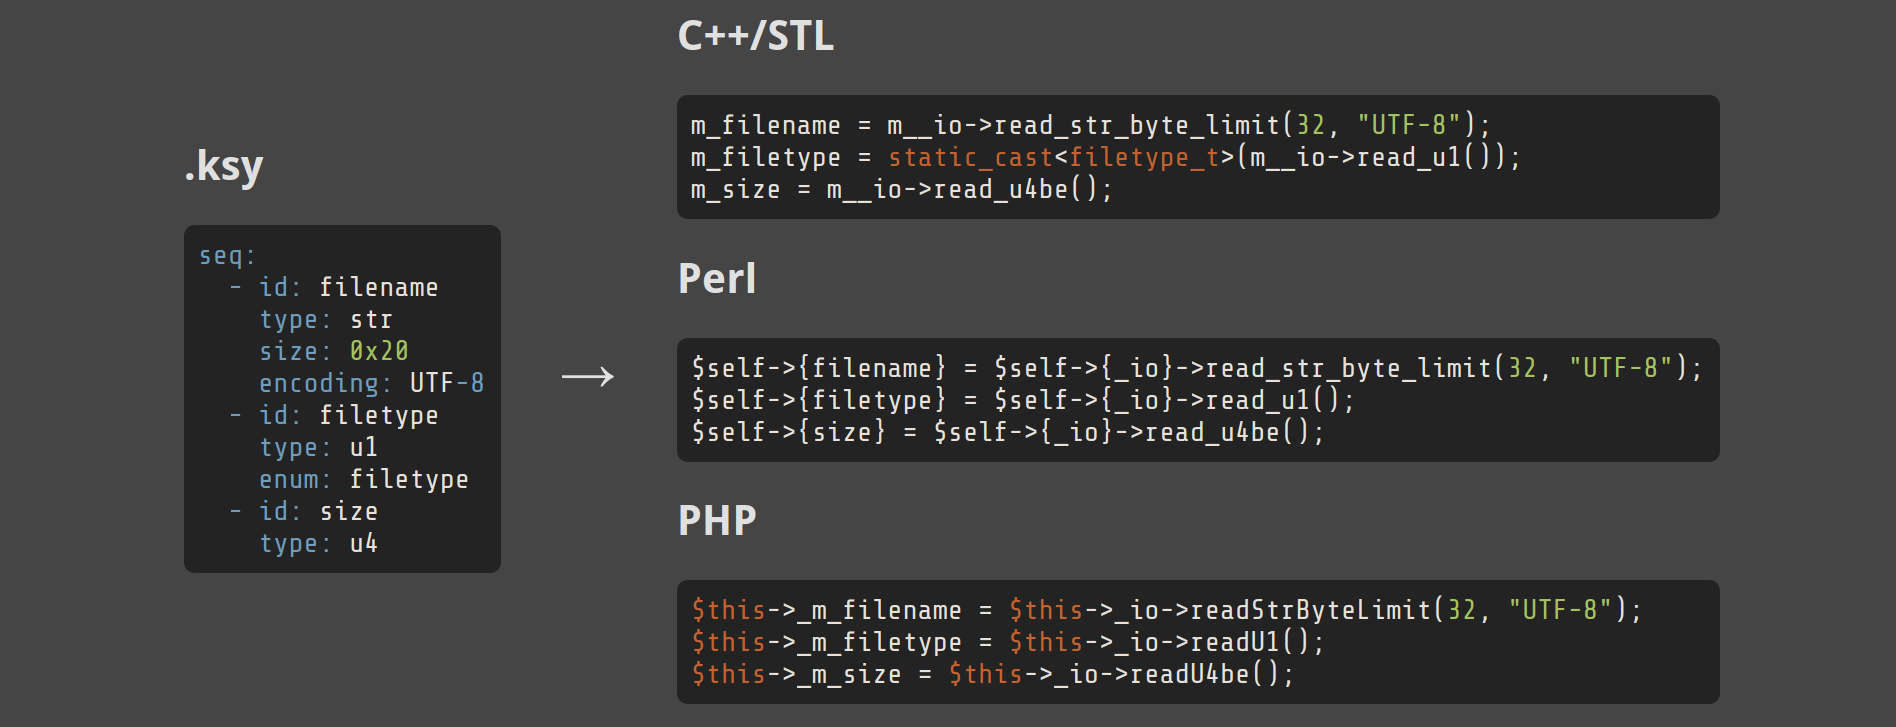 .ksy
seq:
  - id: filename
    type: str
    size: 0x20
    encoding: UTF-8
  - id: filetype
    type: u1
    enum: filetype
  - id: size
    type: u4
→
C++/STL
m_filename = m__io->read_str_byte_limit(32, "UTF-8");
m_filetype = static_cast<filetype_t>(m__io->read_u1());
m_size = m__io->read_u4be();
Perl
$self->{filename} = $self->{_io}->read_str_byte_limit(32, "UTF-8");
$self->{filetype} = $self->{_io}->read_u1();
$self->{size} = $self->{_io}->read_u4be();
PHP
$this->_m_filename = $this->_io->readStrByteLimit(32, "UTF-8");
$this->_m_filetype = $this->_io->readU1();
$this->_m_size = $this->_io->readU4be();